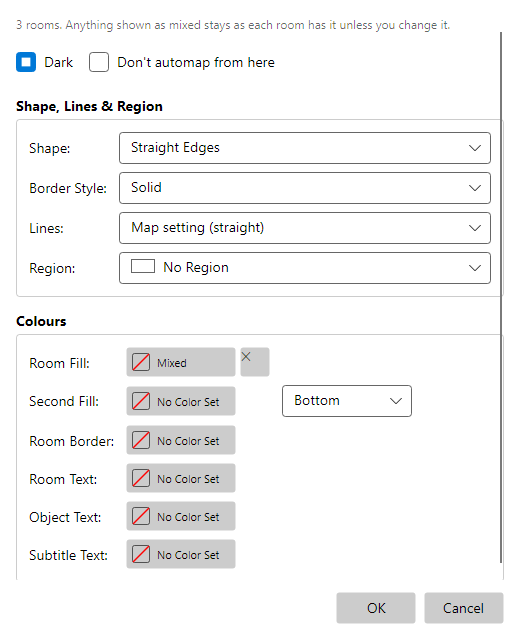 3 rooms. Anything shown as mixed stays as each room has it unless you change it.
Dark Don't automap from here
Shape, Lines & Region
Shape: Straight Edges
Border Style: Solid
Lines: Map setting (straight)
Region: No Region
Colours
Room Fill: Mixed
Second Fill: No Color Set Bottom
Room Border: No Color Set
Room Text: No Color Set
Object Text: No Color Set
Subtitle Text: No Color Set
OK Cancel